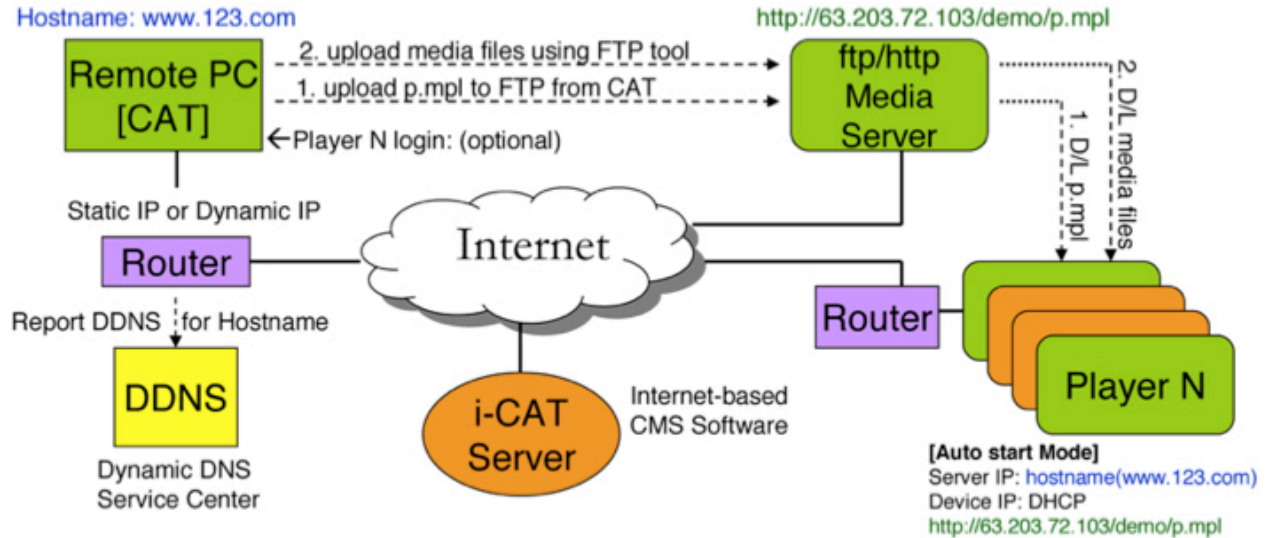 Hostname: www.123.com
http://63.203.72.103/demo/p.mpl
Remote PC
[CAT]
2. upload media files using FTP tool
1. upload p.mpl to FTP from CAT
←Player N login: (optional)
ftp/http
Media
Server
2. D/L media files
1. D/L p.mpl
Static IP or Dynamic IP
Router
Internet
Report DDNS for Hostname
DDNS
Dynamic DNS
Service Center
i-CAT
Server
Internet-based
CMS Software
Router
Player N
[Auto start Mode]
Server IP: hostname(www.123.com)
Device IP: DHCP
http://63.203.72.103/demo/p.mpl